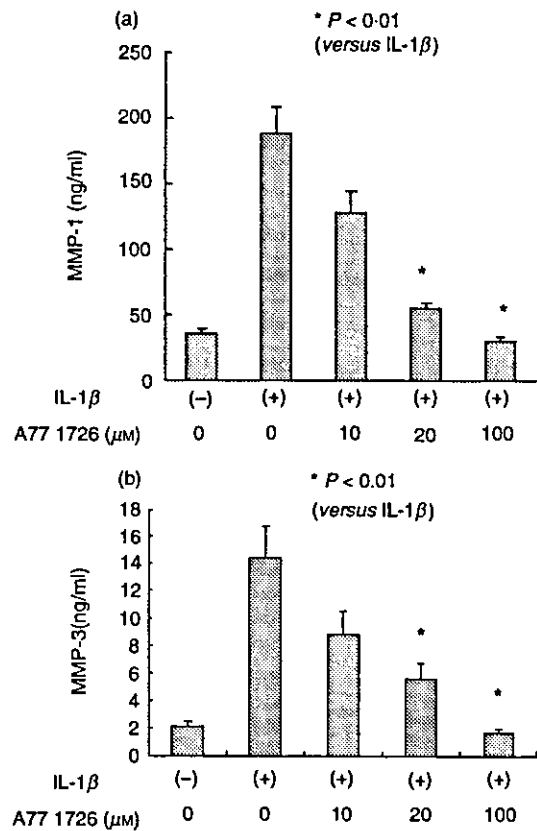 (a)
* P < 0·01
(versus IL-1β)
250
200
150
100
50
0
MMP-1 (ng/ml)
IL-1β (–) (+) (+) (+) (+)
A77 1726 (μM) 0 0 10 20 100
* *
(b)
* P < 0.01
(versus IL-1β)
18
16
14
12
10
8
6
4
2
0
MMP-3(ng/ml)
* *
IL-1β (–) (+) (+) (+) (+)
A77 1726 (μM) 0 0 10 20 100